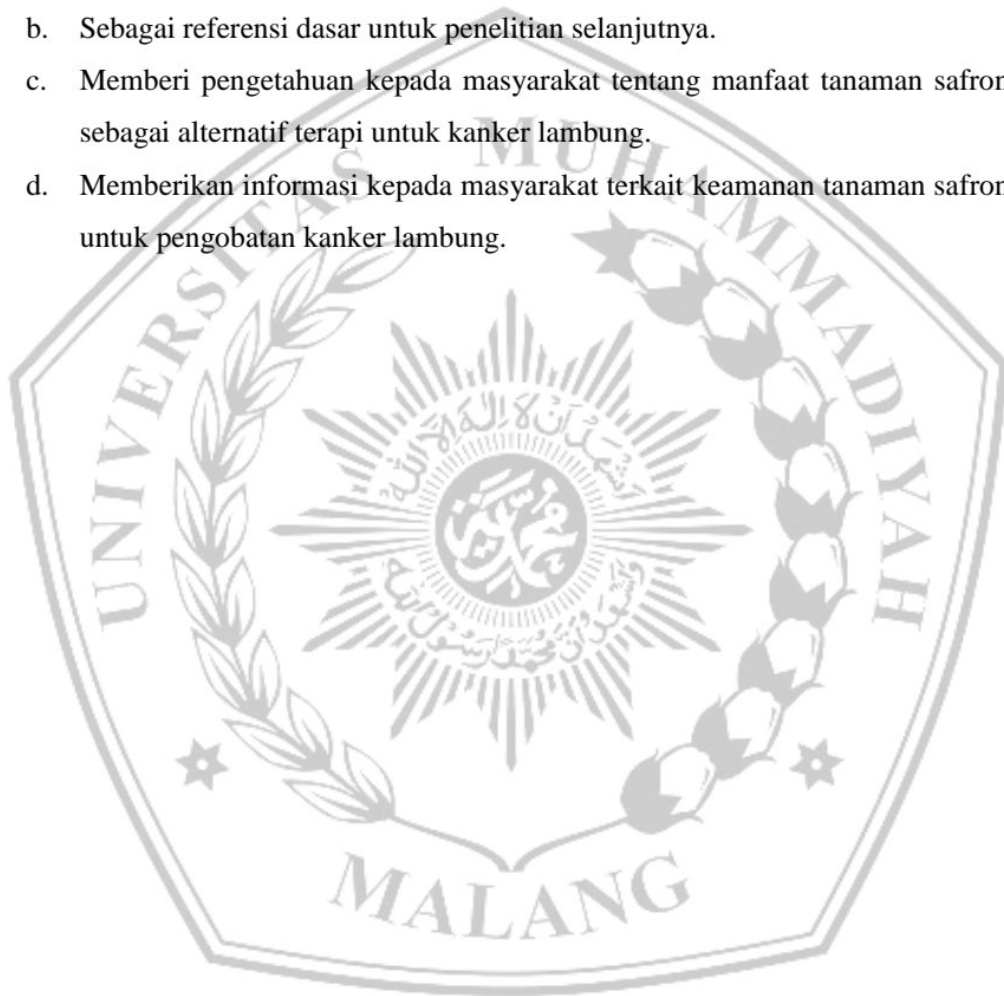 b. Sebagai referensi dasar untuk penelitian selanjutnya.
c. Memberi pengetahuan kepada masyarakat tentang manfaat tanaman safron
sebagai alternatif terapi untuk kanker lambung.
d. Memberikan informasi kepada masyarakat terkait keamanan tanaman safron
untuk pengobatan kanker lambung.
UNIVERSITAS MUHAMMADIYAH
MALANG